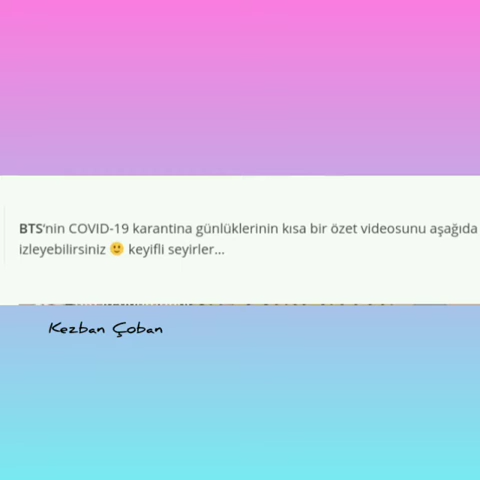 BTS'nin COVID-19 karantina günlüklerinin kısa bir özet videosunu aşağıda
izleyebilirsiniz 🙂 keyifli seyirler...
Kezban Çoban